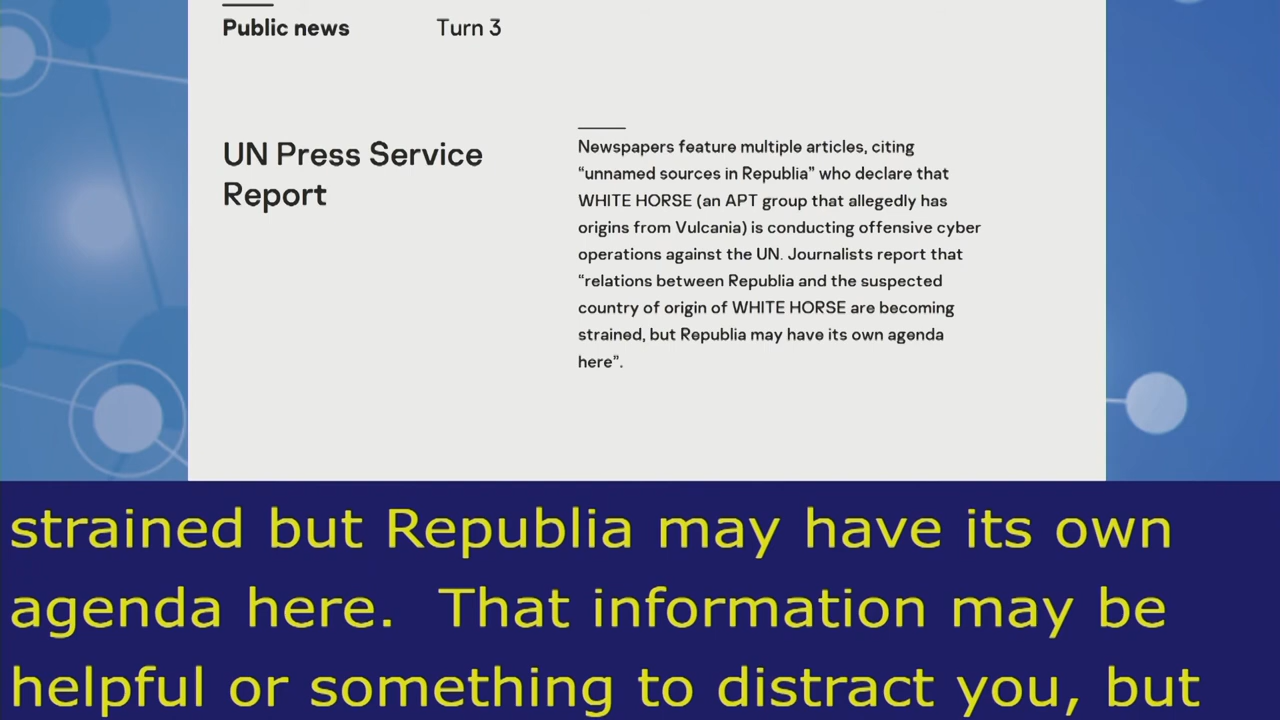 Public news Turn 3
UN Press Service
Report
Newspapers feature multiple articles, citing
“unnamed sources in Republia” who declare that
WHITE HORSE (an APT group that allegedly has
origins from Vulcania) is conducting offensive cyber
operations against the UN. Journalists report that
“relations between Republia and the suspected
country of origin of WHITE HORSE are becoming
strained, but Republia may have its own agenda
here”.
strained but Republia may have its own
agenda here.  That information may be
helpful or something to distract you, but